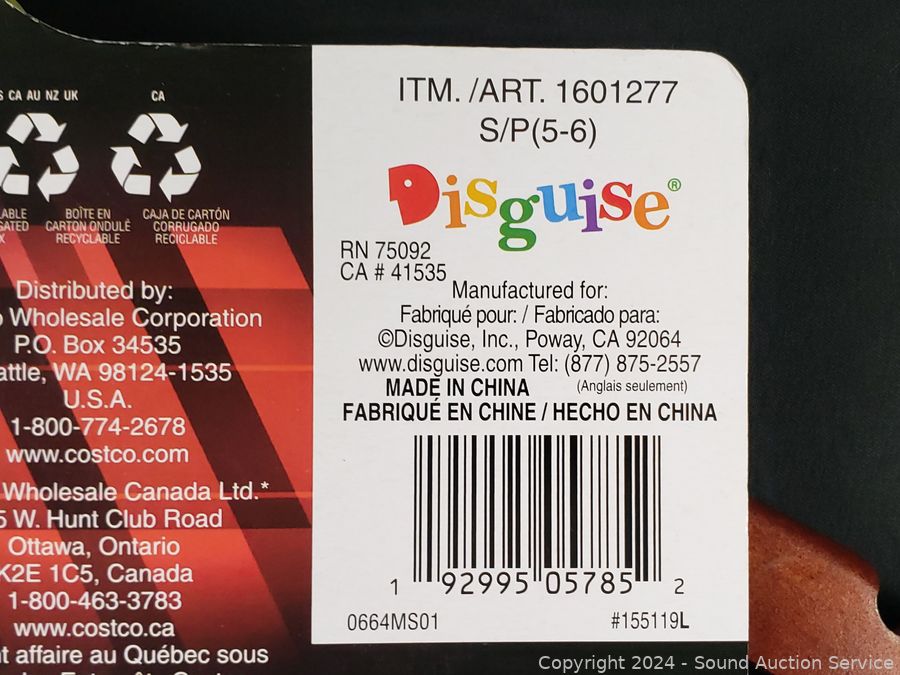 CA AU NZ UK
CA
BOÎTE EN
CARTON ONDULÉ
RECYCLABLE
CAJA DE CARTÓN
CORRUGADO
RECICLABLE
Distributed by:
Wholesale Corporation
P.O. Box 34535
WA 98124-1535
U.S.A.
1-800-774-2678
www.costco.com
Wholesale Canada Ltd.*
W. Hunt Club Road
Ottawa, Ontario
K2E 1C5, Canada
1-800-463-3783
www.costco.ca
affaire au Québec sous
ITM. /ART. 1601277
S/P(5-6)
Disguise®
RN 75092
CA # 41535
Manufactured for:
Fabriqué pour: / Fabricado para:
©Disguise, Inc., Poway, CA 92064
www.disguise.com Tel: (877) 875-2557
MADE IN CHINA (Anglais seulement)
FABRIQUÉ EN CHINE / HECHO EN CHINA
1 92995 05785 2
0664MS01 #155119L
Copyright 2024 - Sound Auction Service